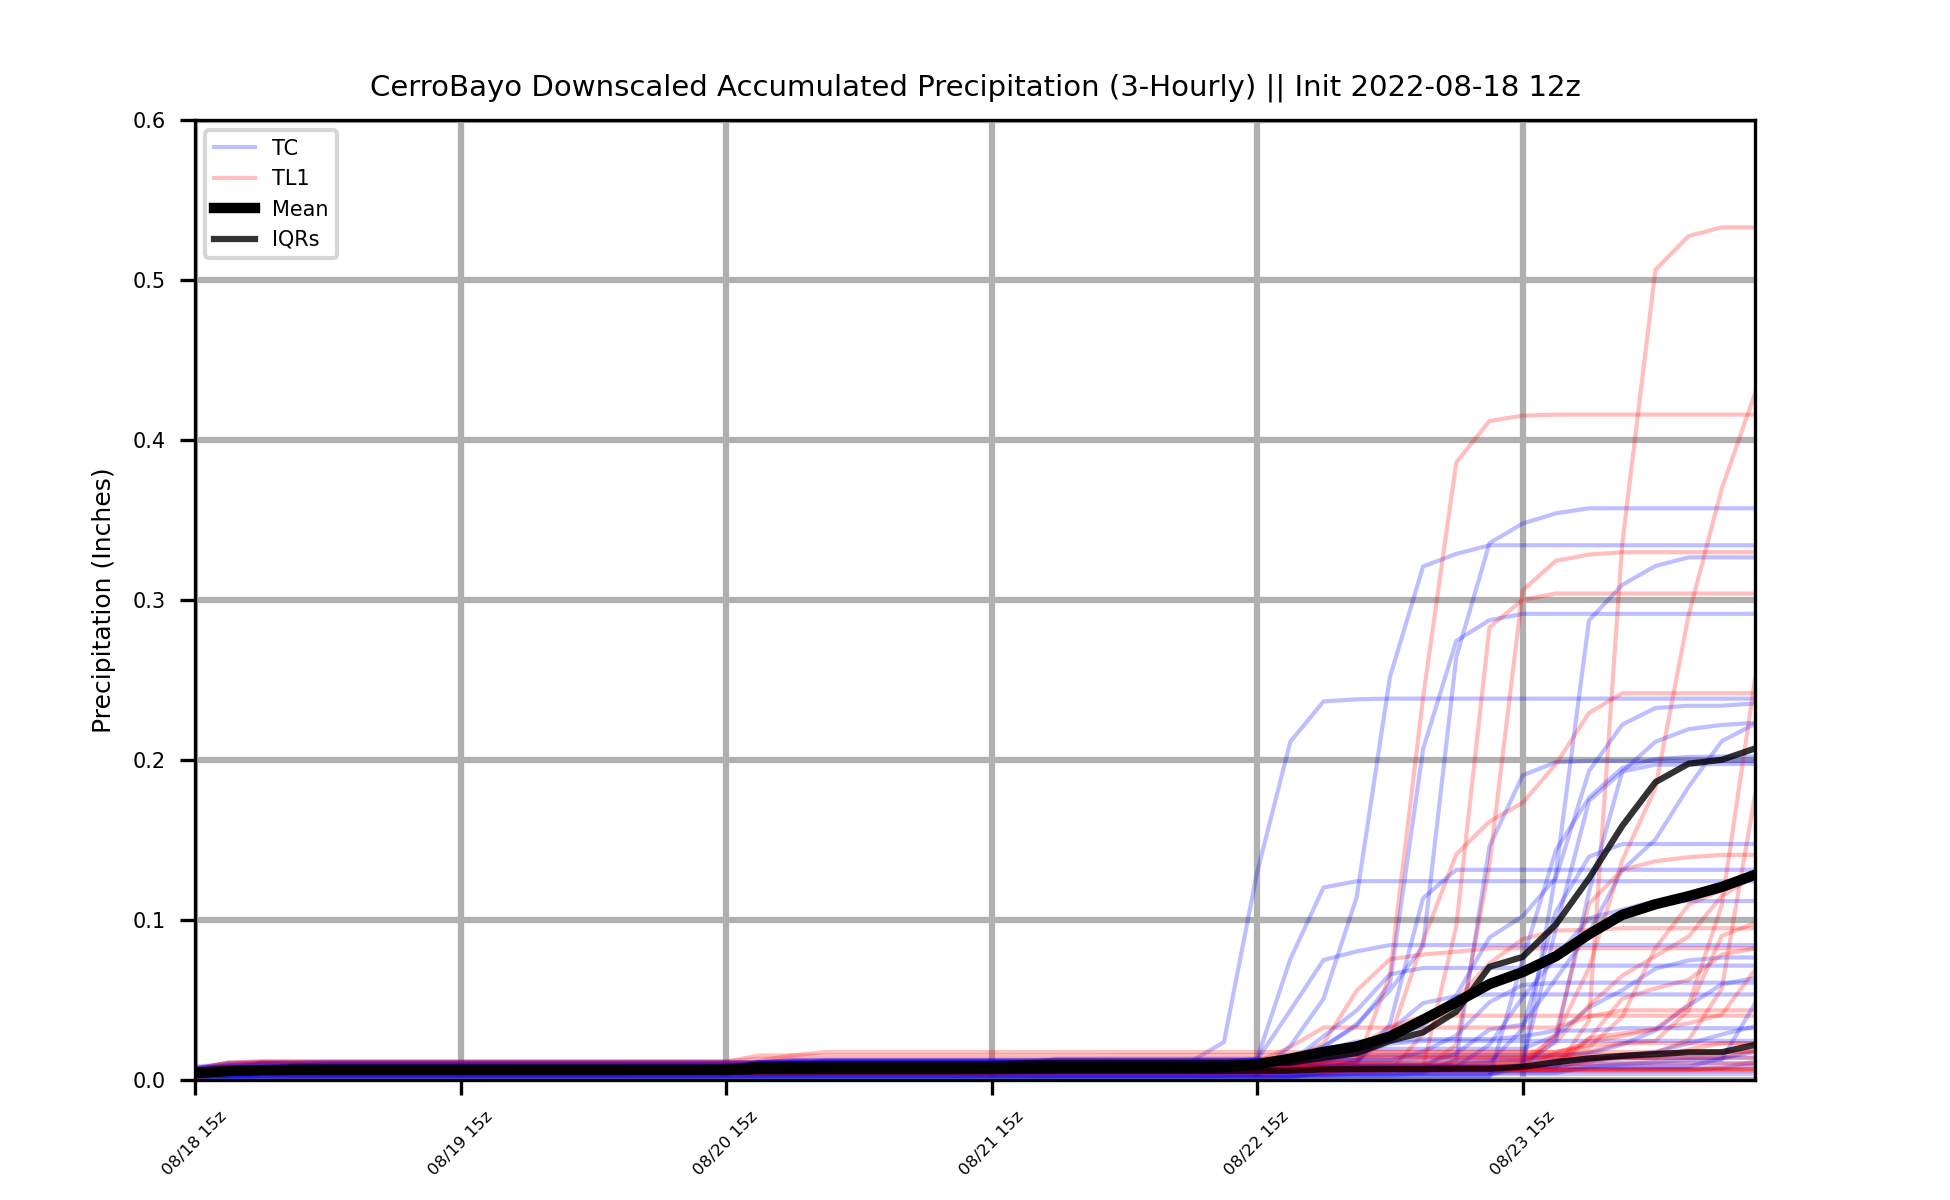 CerroBayo Downscaled Accumulated Precipitation (3-Hourly) || Init 2022-08-18 12z
0.6
0.5
0.4
0.3
0.2
0.1
0.0
Precipitation (Inches)
TC
TL1
Mean
IQRs
08/18 15z
08/19 15z
08/20 15z
08/21 15z
08/22 15z
08/23 15z